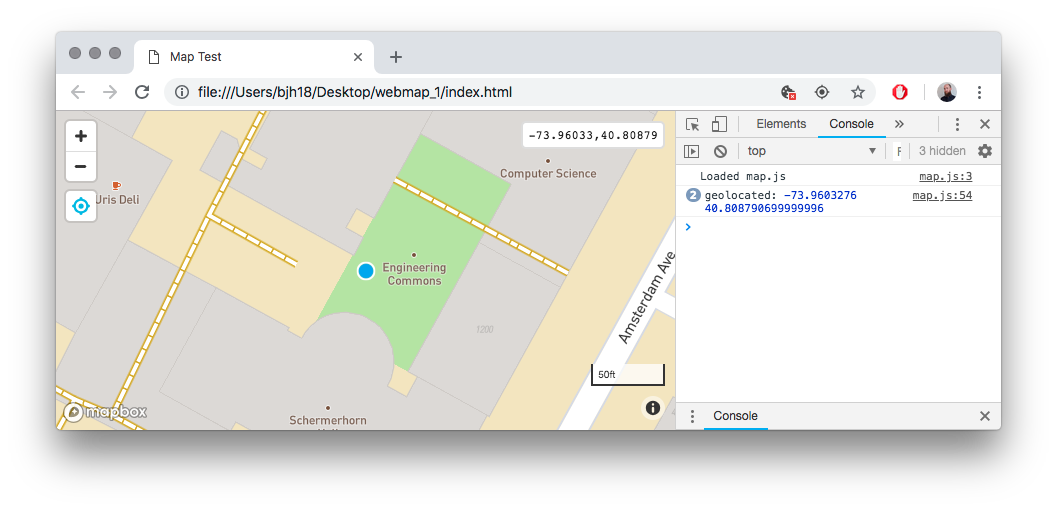 Map Test
file:///Users/bjh18/Desktop/webmap_1/index.html
-73.96033,40.80879
Computer Science
Uris Deli
Engineering
Commons
Amsterdam Ave
1200
50ft
mapbox
Schermerhorn
Elements Console »
top 3 hidden
Loaded map.js map.js:3
2 geolocated: -73.9603276 map.js:54
40.808790699999996
Console